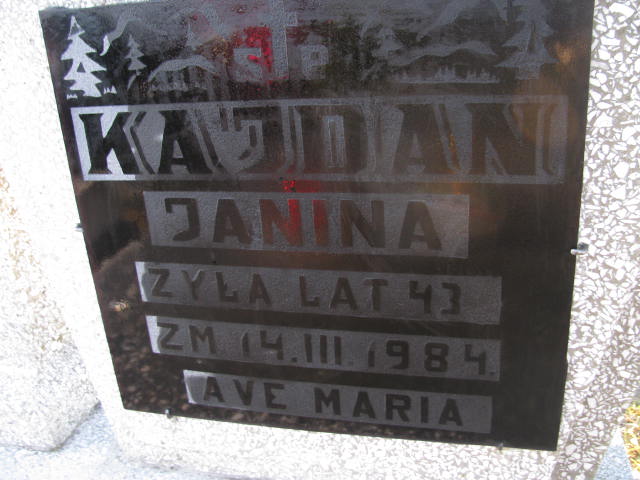 Ś P
KAJDAN
JANINA
ŻYŁA LAT 43
ZM 14.III.1984.
AVE MARIA